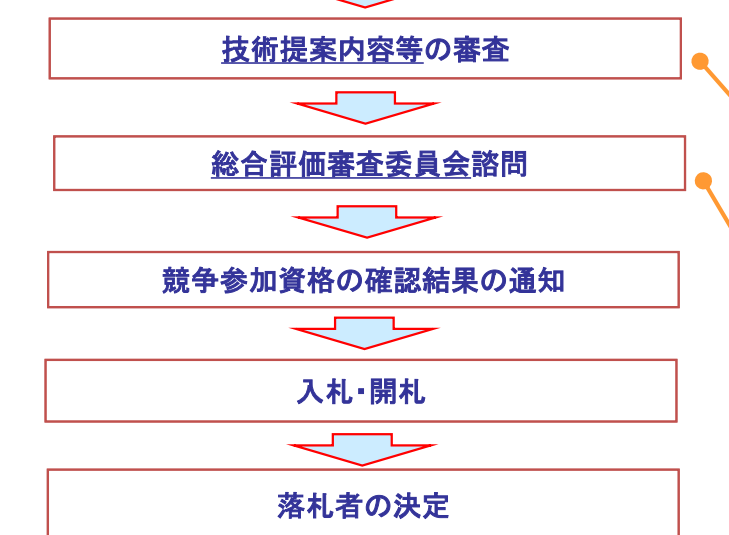 技術提案内容等の審査
総合評価審査委員会諮問
競争参加資格の確認結果の通知
入札・開札
落札者の決定